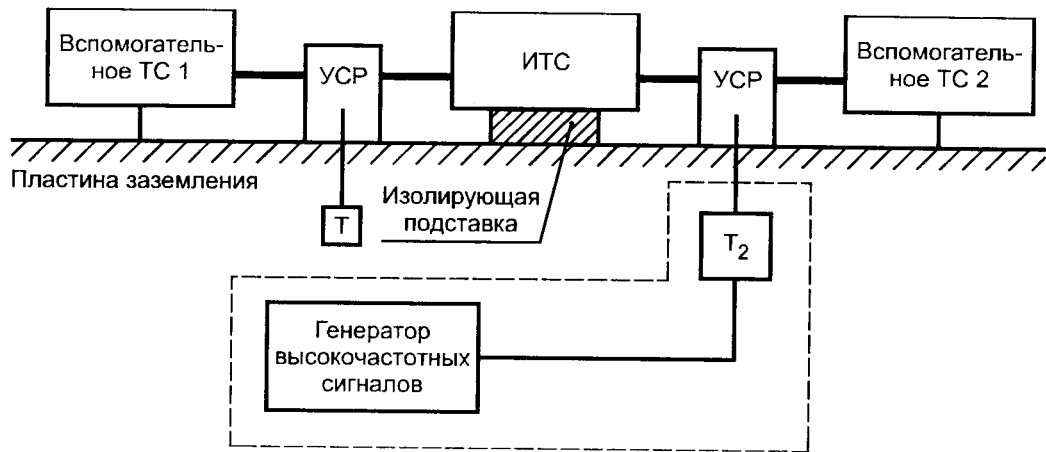 Вспомогатель-
ное ТС 1
УСР
ИТС
УСР
Вспомогатель-
ное ТС 2
Пластина заземления
Изолирующая
подставка
Т
Т₂
Генератор
высокочастотных
сигналов